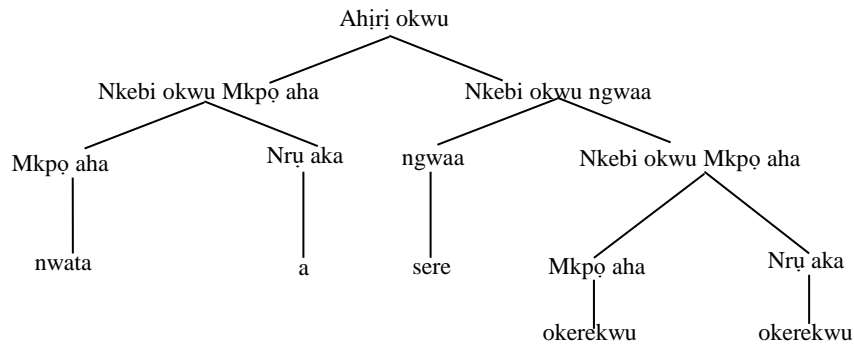 Ahịrị okwu
Nkebi okwu Mkpọ aha Nkebi okwu ngwaa
Mkpọ aha Nrụ aka ngwaa Nkebi okwu Mkpọ aha
nwata a sere Mkpọ aha Nrụ aka
okerekwu okerekwu